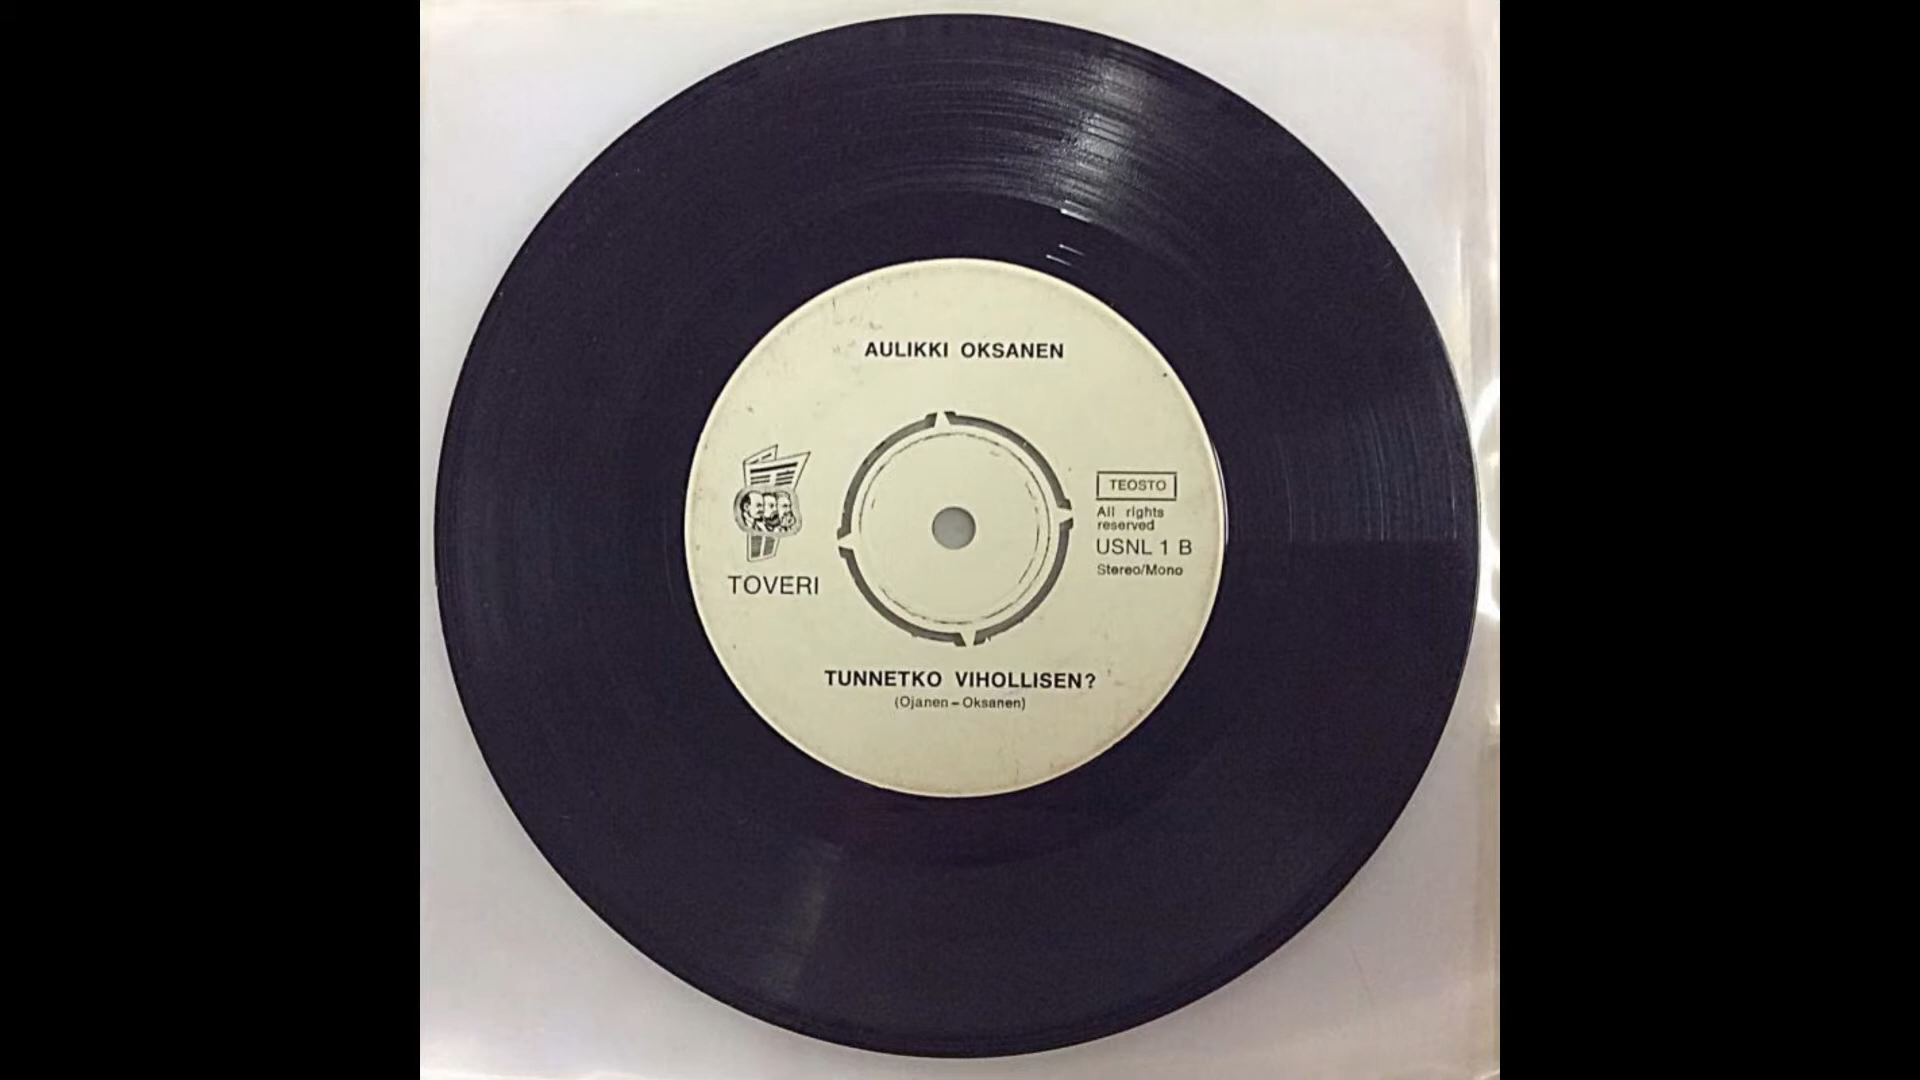 AULIKKI OKSANEN
TOVERI
TEOSTO
All rights
reserved
USNL 1 B
Stereo/Mono
TUNNETKO VIHOLLISEN?
(Ojanen – Oksanen)